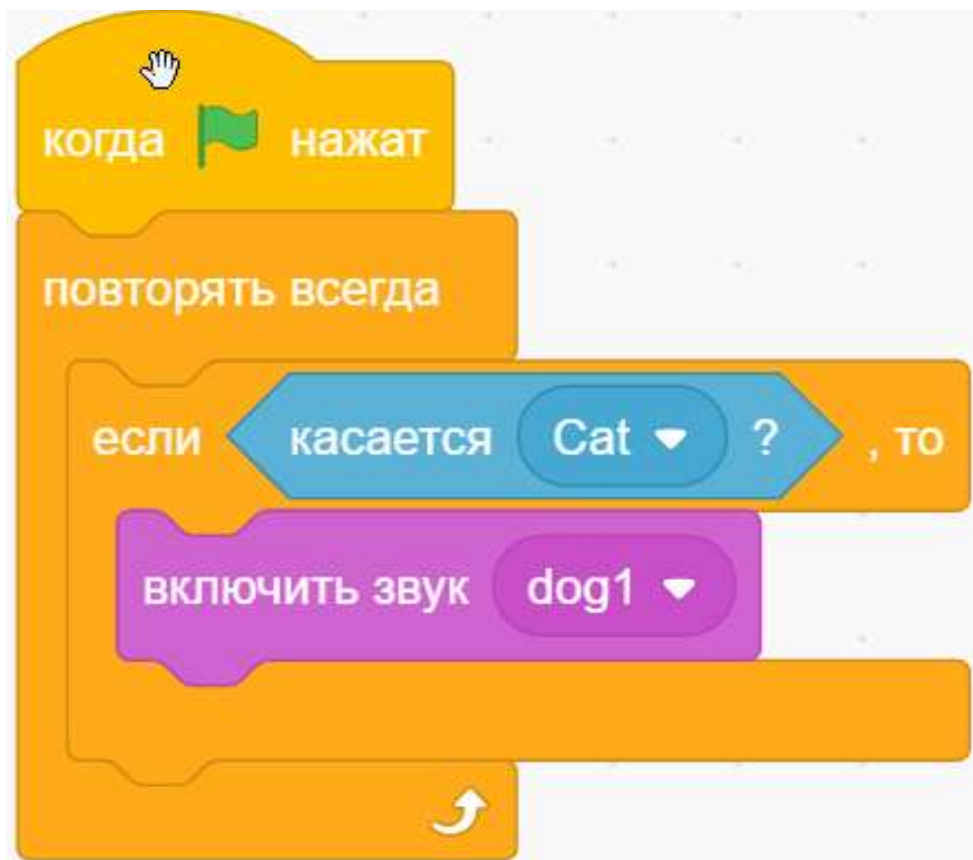 когда нажат
повторять всегда
если касается Cat ? , то
включить звук dog1